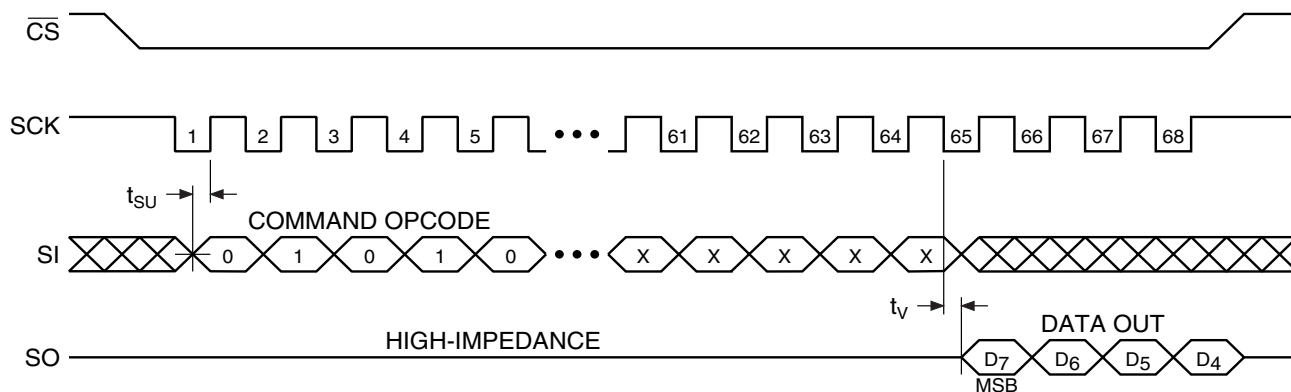 CS
SCK
1 2 3 4 5 ••• 61 62 63 64 65 66 67 68
tSU
COMMAND OPCODE
SI
0 1 0 1 0 ••• X X X X X
tV
HIGH-IMPEDANCE
DATA OUT
SO
D7 D6 D5 D4
MSB